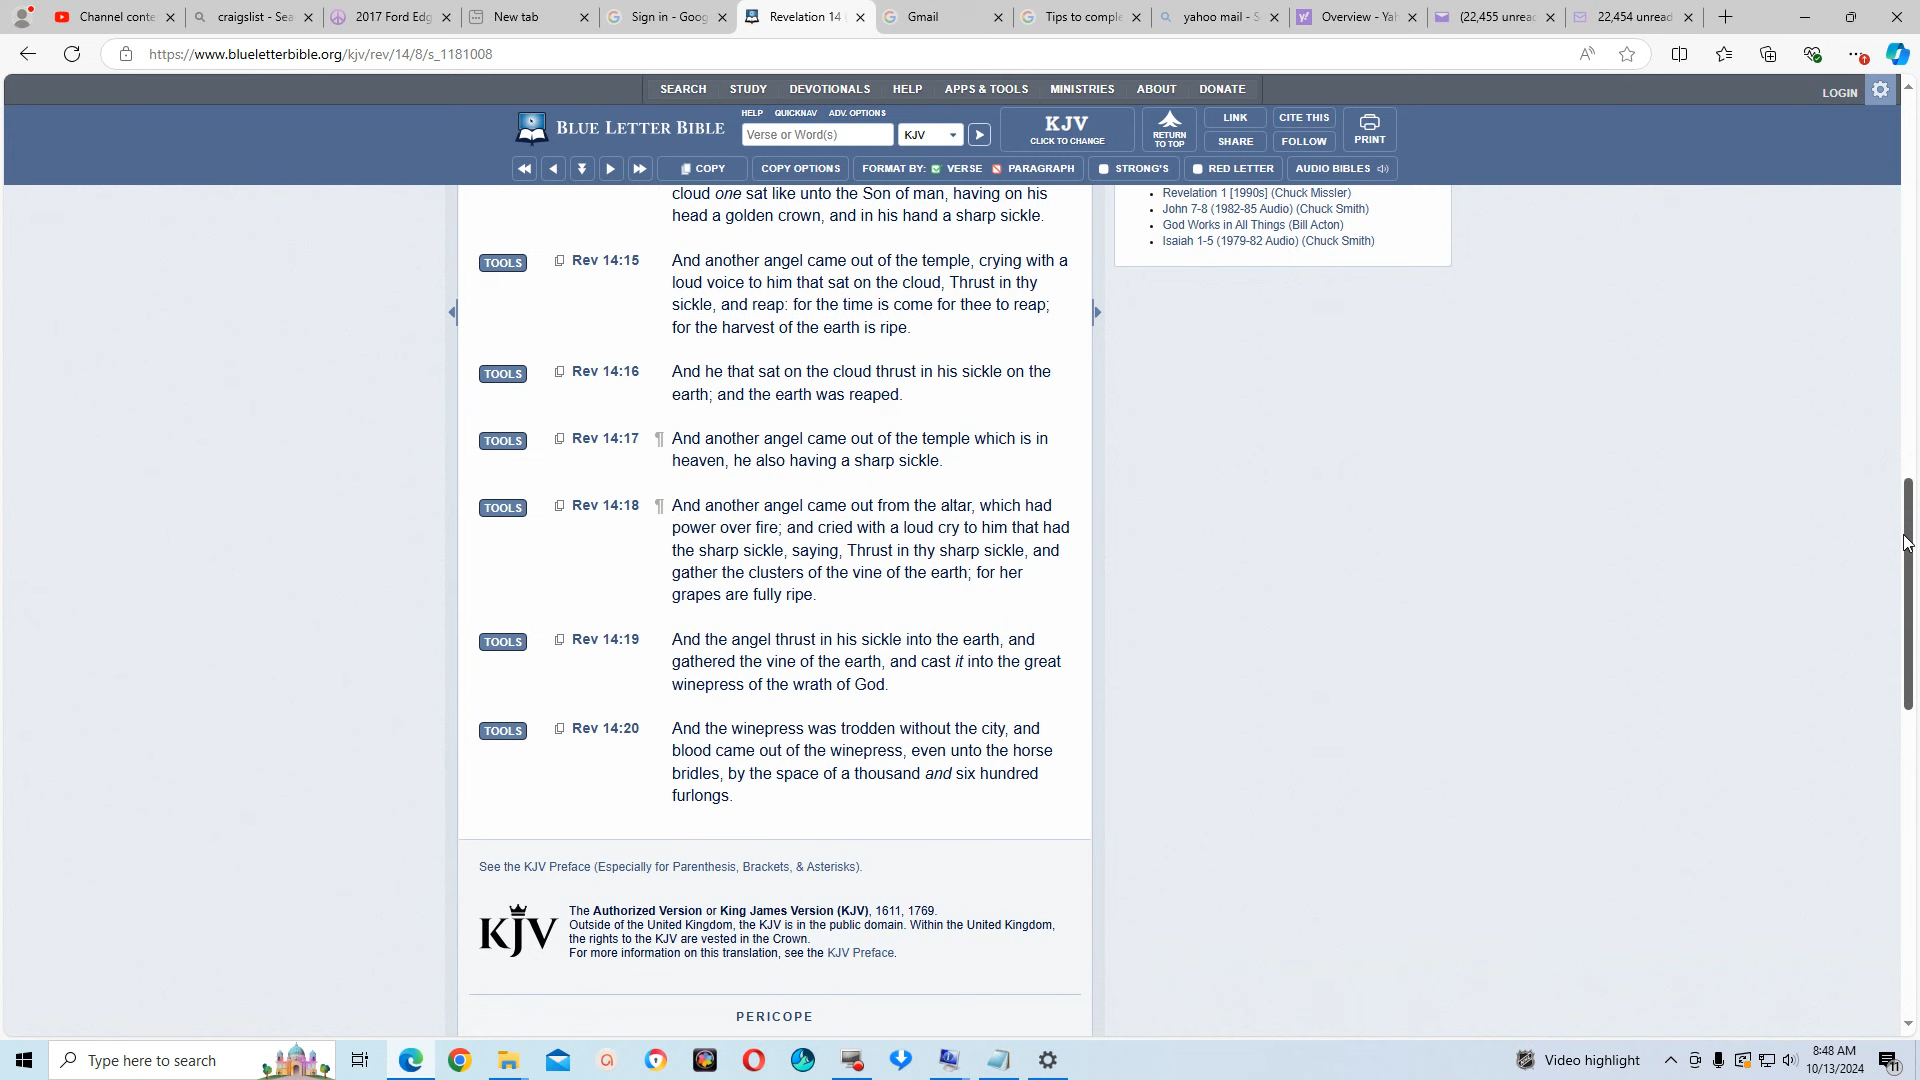 Channel conte
craigslist - Sea
2017 Ford Edg
New tab
Sign in - Goog
Revelation 14
Gmail
Tips to comple
yahoo mail - S
Overview - Yah
(22,455 unread
22,454 unread
https://www.blueletterbible.org/kjv/rev/14/8/s_1181008
SEARCH STUDY DEVOTIONALS HELP APPS & TOOLS MINISTRIES ABOUT DONATE
LOGIN
BLUE LETTER BIBLE
HELP QUICKNAV ADV. OPTIONS
Verse or Word(s)
KJV
KJV
CLICK TO CHANGE
RETURN
TO TOP
LINK
CITE THIS
SHARE
FOLLOW
PRINT
COPY
COPY OPTIONS
FORMAT BY: VERSE PARAGRAPH
STRONG'S
RED LETTER
AUDIO BIBLES
cloud one sat like unto the Son of man, having on his
head a golden crown, and in his hand a sharp sickle.
TOOLS Rev 14:15 And another angel came out of the temple, crying with a
loud voice to him that sat on the cloud, Thrust in thy
sickle, and reap: for the time is come for thee to reap;
for the harvest of the earth is ripe.
TOOLS Rev 14:16 And he that sat on the cloud thrust in his sickle on the
earth; and the earth was reaped.
TOOLS Rev 14:17 ¶ And another angel came out of the temple which is in
heaven, he also having a sharp sickle.
TOOLS Rev 14:18 ¶ And another angel came out from the altar, which had
power over fire; and cried with a loud cry to him that had
the sharp sickle, saying, Thrust in thy sharp sickle, and
gather the clusters of the vine of the earth; for her
grapes are fully ripe.
TOOLS Rev 14:19 And the angel thrust in his sickle into the earth, and
gathered the vine of the earth, and cast it into the great
winepress of the wrath of God.
TOOLS Rev 14:20 And the winepress was trodden without the city, and
blood came out of the winepress, even unto the horse
bridles, by the space of a thousand and six hundred
furlongs.
Revelation 1 [1990s] (Chuck Missler)
John 7-8 (1982-85 Audio) (Chuck Smith)
God Works in All Things (Bill Acton)
Isaiah 1-5 (1979-82 Audio) (Chuck Smith)
See the KJV Preface (Especially for Parenthesis, Brackets, & Asterisks).
KJV
The Authorized Version or King James Version (KJV), 1611, 1769.
Outside of the United Kingdom, the KJV is in the public domain. Within the United Kingdom,
the rights to the KJV are vested in the Crown.
For more information on this translation, see the KJV Preface.
PERICOPE
Type here to search
Video highlight
8:48 AM
10/13/2024
11